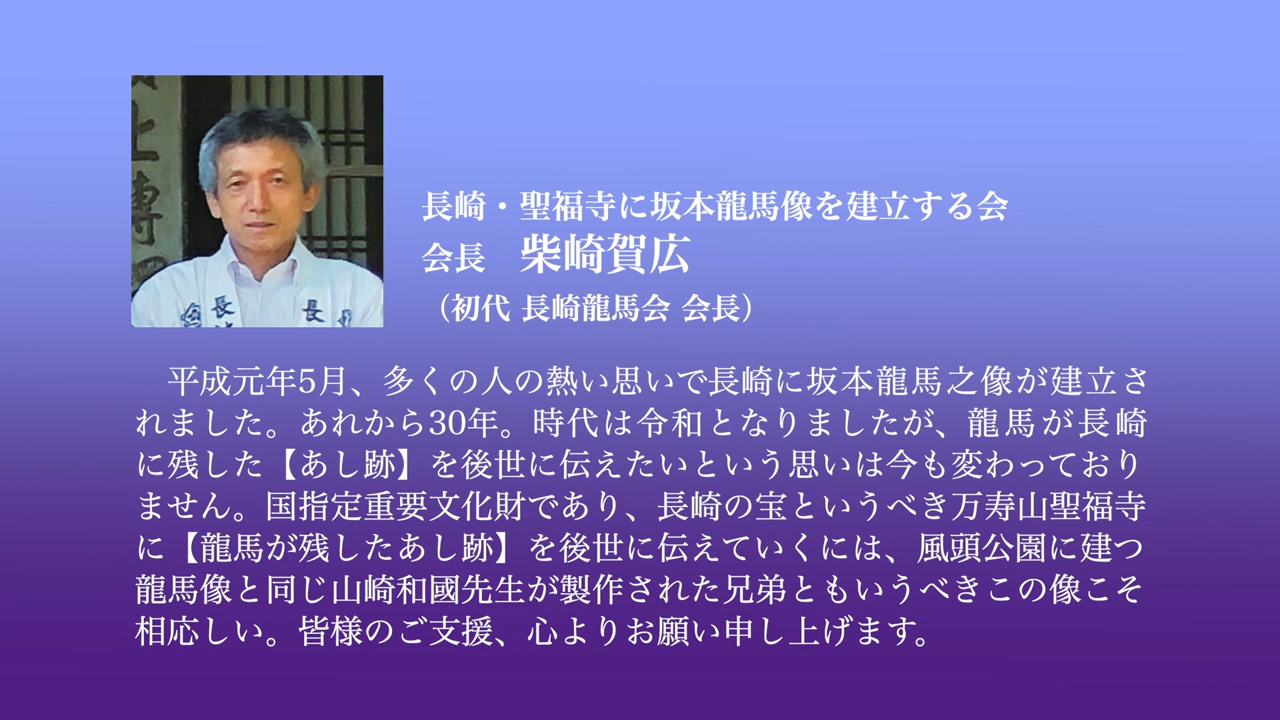 長崎・聖福寺に坂本龍馬像を建立する会
会長　柴崎賀広
（初代 長崎龍馬会 会長）
　平成元年5月、多くの人の熱い思いで長崎に坂本龍馬之像が建立さ
れました。あれから30年。時代は令和となりましたが、龍馬が長崎
に残した【あし跡】を後世に伝えたいという思いは今も変わっており
ません。国指定重要文化財であり、長崎の宝というべき万寿山聖福寺
に【龍馬が残したあし跡】を後世に伝えていくには、風頭公園に建つ
龍馬像と同じ山崎和國先生が製作された兄弟ともいうべきこの像こそ
相応しい。皆様のご支援、心よりお願い申し上げます。
上
博
長
長